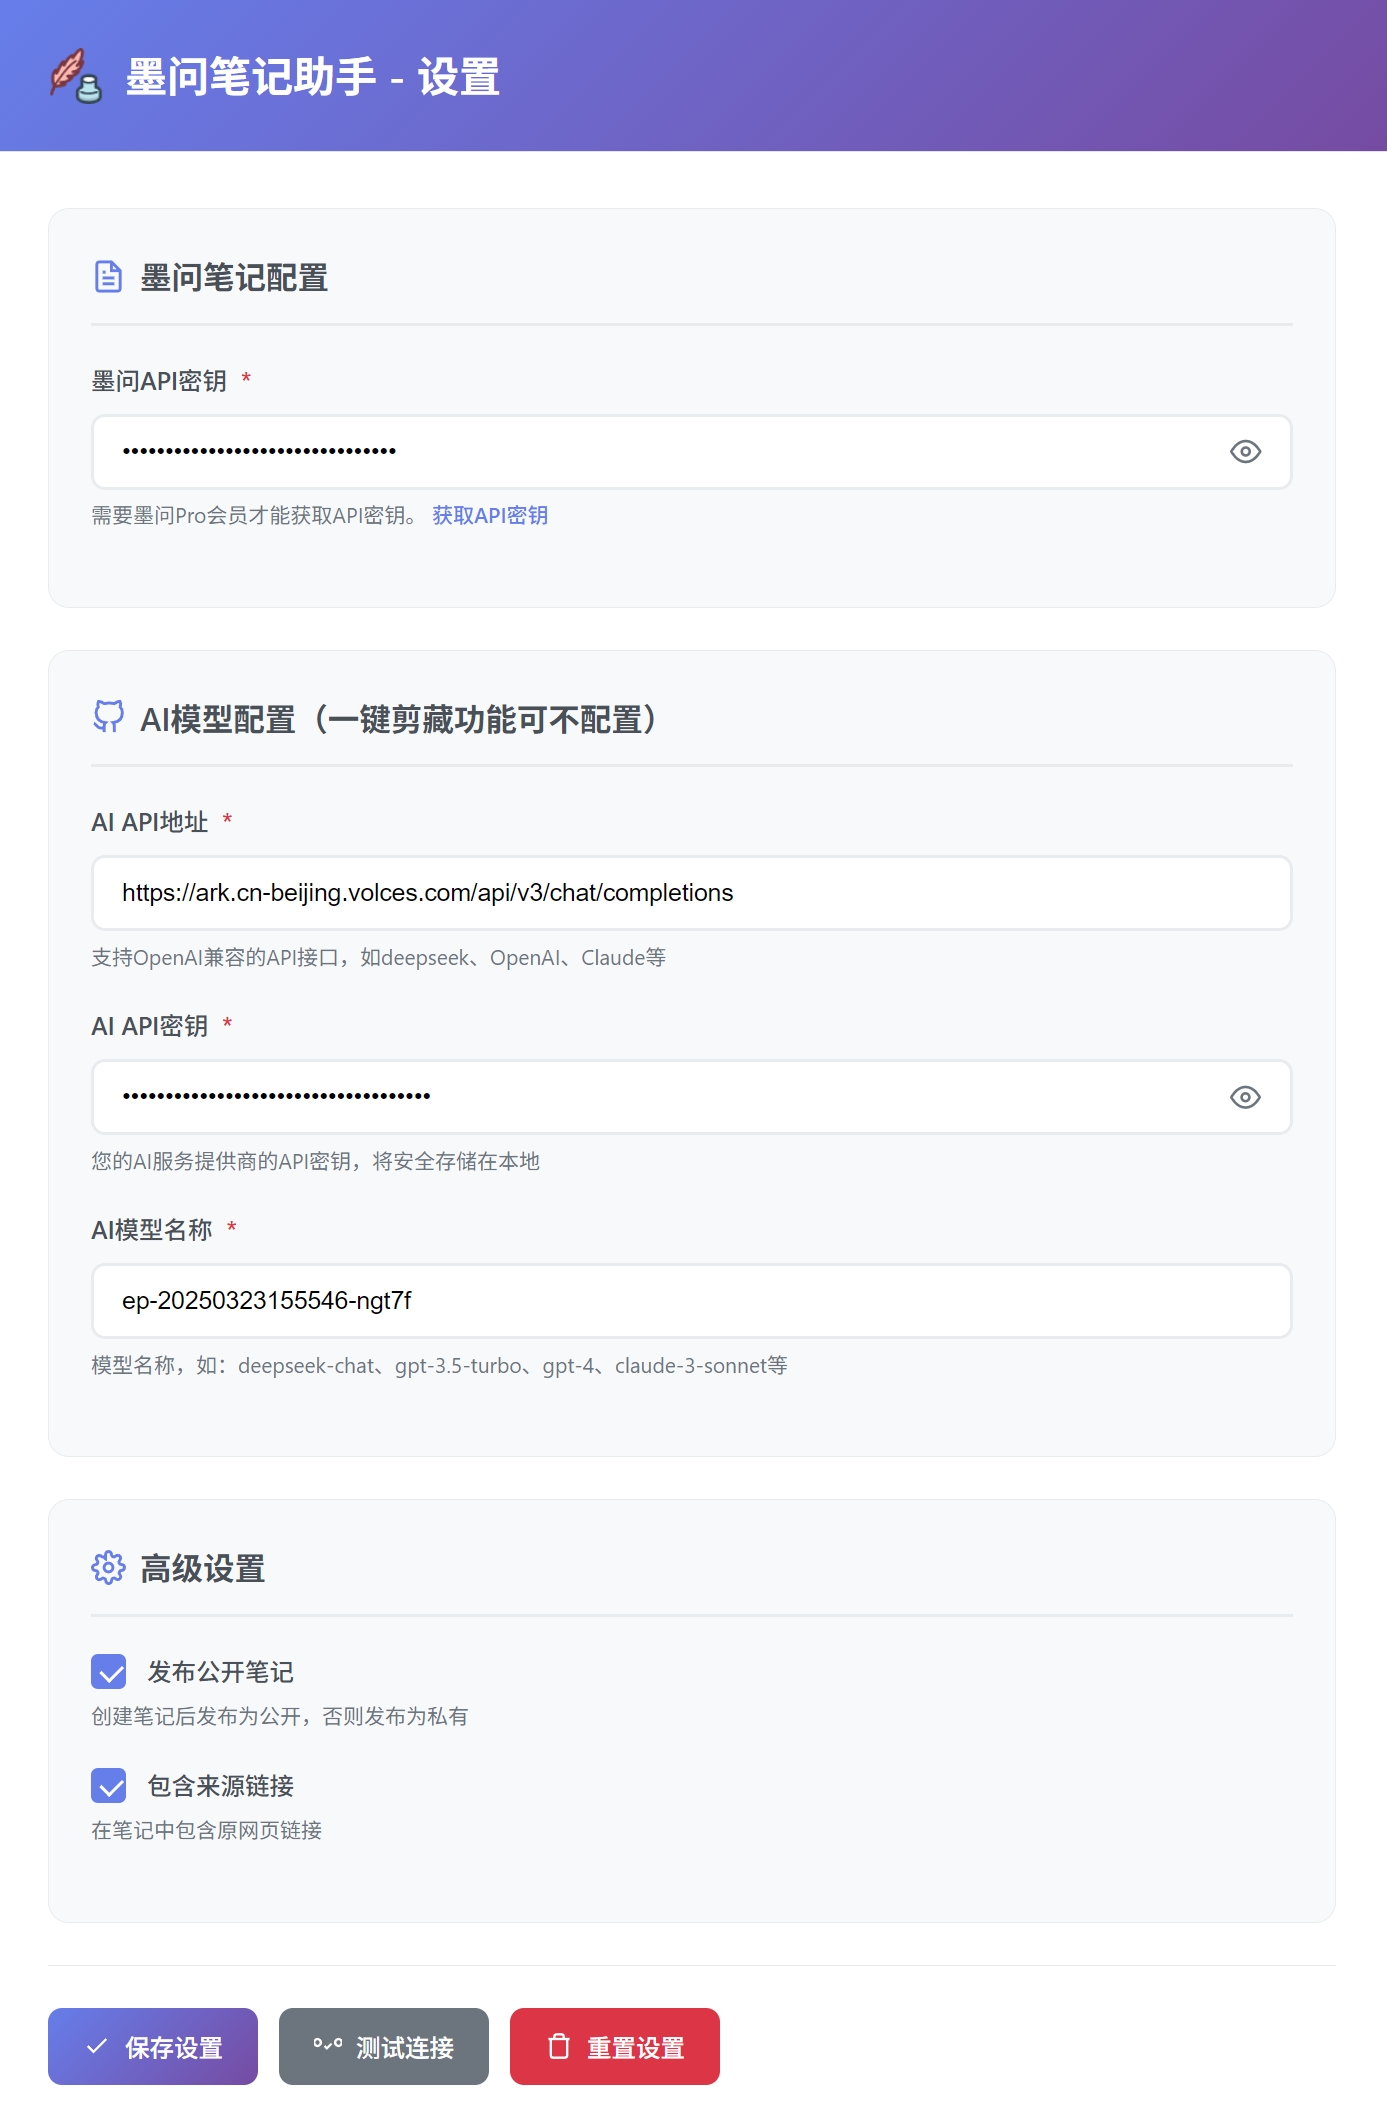 墨问笔记助手 - 设置
墨问笔记配置
墨问API密钥 *
••••••••••••••••••••••••••••••••
需要墨问Pro会员才能获取API密钥。 获取API密钥
AI模型配置（一键剪藏功能可不配置）
AI API地址 *
https://ark.cn-beijing.volces.com/api/v3/chat/completions
支持OpenAI兼容的API接口，如deepseek、OpenAI、Claude等
AI API密钥 *
••••••••••••••••••••••••••••••••••••
您的AI服务提供商的API密钥，将安全存储在本地
AI模型名称 *
ep-20250323155546-ngt7f
模型名称，如：deepseek-chat、gpt-3.5-turbo、gpt-4、claude-3-sonnet等
高级设置
发布公开笔记
创建笔记后发布为公开，否则发布为私有
包含来源链接
在笔记中包含原网页链接
保存设置 测试连接 重置设置